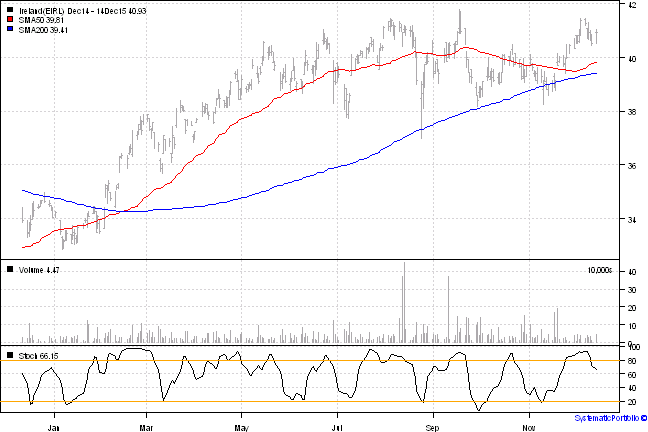 Ireland (EIRL) Dec14 - 14Dec15 40.93
SMA50 39.81
SMA200 39.41
42
40
38
36
34
Volume 4.47
10,000s
40
30
20
10
0
Stoch 66.15
100
80
60
40
20
Jan Mar May Jul Sep Nov
SystematicPortfolio ©